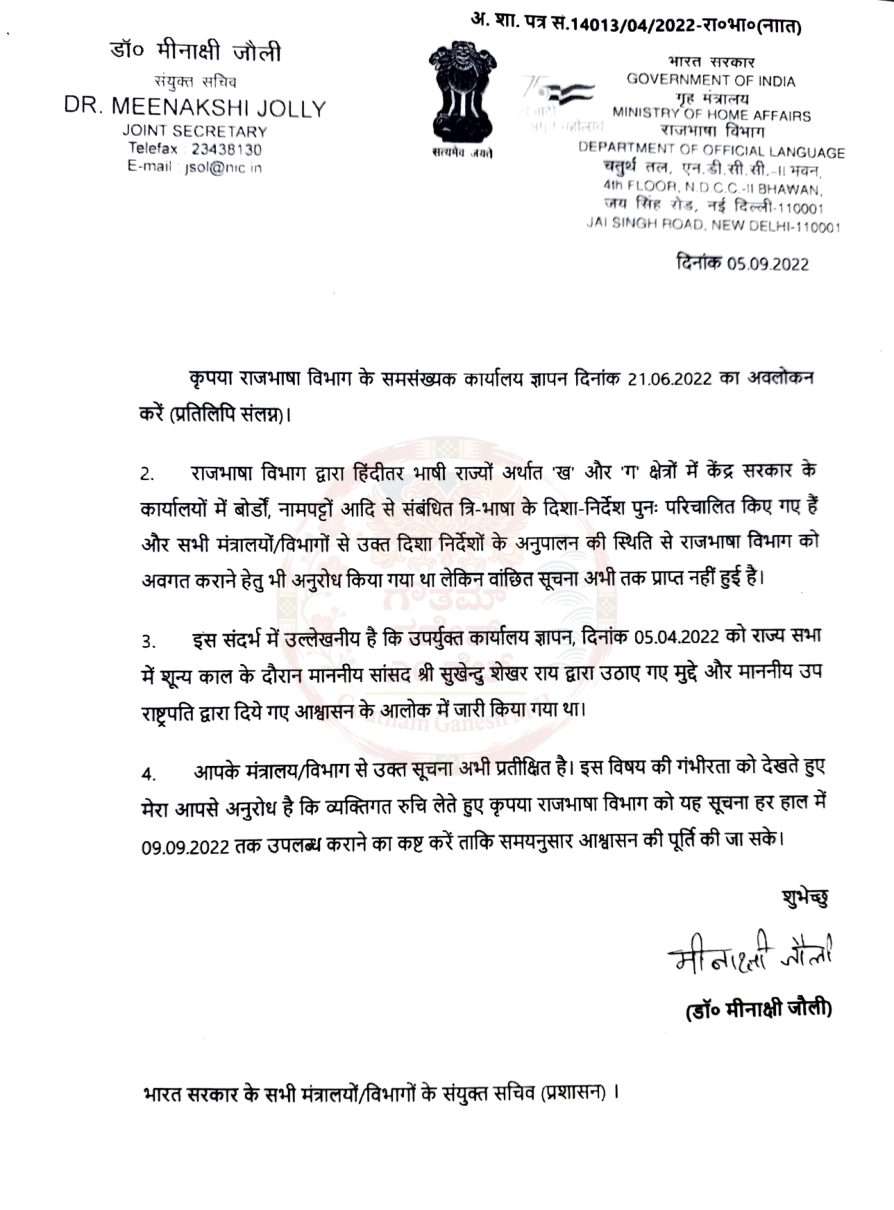 अ. शा. पत्र सं.14013/04/2022-रा०भा०(नाात)
डॉ० मीनाक्षी जौली
संयुक्त सचिव
DR. MEENAKSHI JOLLY
JOINT SECRETARY
Telefax : 23438130
E-mail : jsol@nic.in
सत्यमेव जयते
75
महोत्सव
भारत सरकार
GOVERNMENT OF INDIA
गृह मंत्रालय
MINISTRY OF HOME AFFAIRS
राजभाषा विभाग
DEPARTMENT OF OFFICIAL LANGUAGE
चतुर्थ तल, एन.डी.सी.सी.-II भवन,
4th FLOOR, N.D.C.C.-II BHAWAN,
जय सिंह रोड, नई दिल्ली-110001
JAI SINGH ROAD, NEW DELHI-110001
दिनांक 05.09.2022
कृपया राजभाषा विभाग के समसंख्यक कार्यालय ज्ञापन दिनांक 21.06.2022 का अवलोकन
करें (प्रतिलिपि संलग्न)।
2. राजभाषा विभाग द्वारा हिंदीतर भाषी राज्यों अर्थात 'ख' और 'ग' क्षेत्रों में केंद्र सरकार के
कार्यालयों में बोर्डों, नामपट्टों आदि से संबंधित त्रि-भाषा के दिशा-निर्देश पुनः परिचालित किए गए हैं
और सभी मंत्रालयों/विभागों से उक्त दिशा निर्देशों के अनुपालन की स्थिति से राजभाषा विभाग को
अवगत कराने हेतु भी अनुरोध किया गया था लेकिन वांछित सूचना अभी तक प्राप्त नहीं हुई है।
3. इस संदर्भ में उल्लेखनीय है कि उपर्युक्त कार्यालय ज्ञापन, दिनांक 05.04.2022 को राज्य सभा
में शून्य काल के दौरान माननीय सांसद श्री सुखेन्दु शेखर राय द्वारा उठाए गए मुद्दे और माननीय उप
राष्ट्रपति द्वारा दिये गए आश्वासन के आलोक में जारी किया गया था।
4. आपके मंत्रालय/विभाग से उक्त सूचना अभी प्रतीक्षित है। इस विषय की गंभीरता को देखते हुए
मेरा आपसे अनुरोध है कि व्यक्तिगत रुचि लेते हुए कृपया राजभाषा विभाग को यह सूचना हर हाल में
09.09.2022 तक उपलब्ध कराने का कष्ट करें ताकि समयनुसार आश्वासन की पूर्ति की जा सके।
ಗೌತಮ್
ಗಣೇಶ್
Ganesh
शुभेच्छु
मीनाक्षी जौली
(डॉ० मीनाक्षी जौली)
भारत सरकार के सभी मंत्रालयों/विभागों के संयुक्त सचिव (प्रशासन) ।